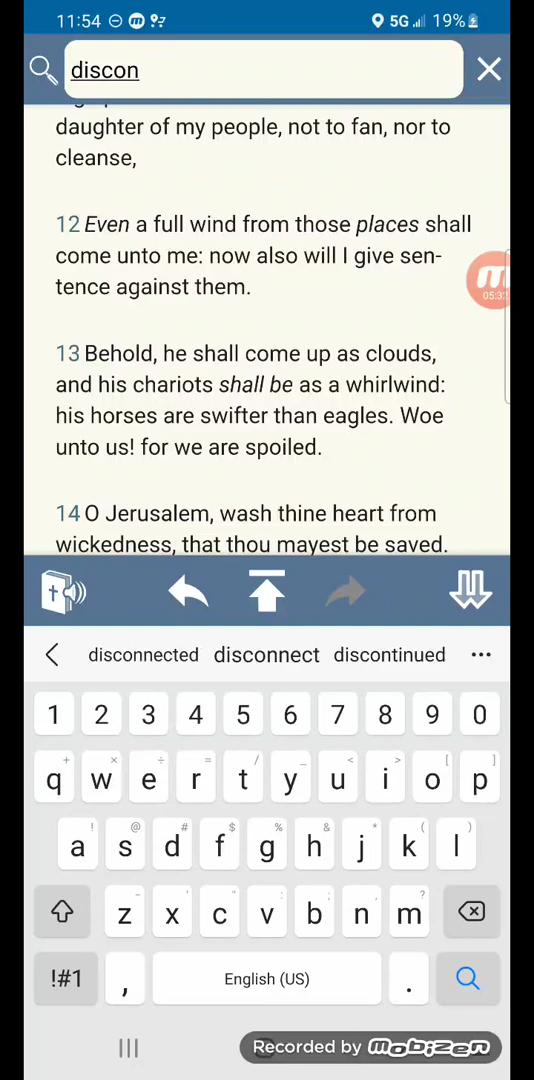 11:54
5G 19%
discon
daughter of my people, not to fan, nor to
cleanse,
12 Even a full wind from those places shall
come unto me: now also will I give sen-
tence against them.
13 Behold, he shall come up as clouds,
and his chariots shall be as a whirlwind:
his horses are swifter than eagles. Woe
unto us! for we are spoiled.
14 O Jerusalem, wash thine heart from
wickedness, that thou mayest be saved.
disconnected disconnect discontinued •••
1 2 3 4 5 6 7 8 9 0
q w e r t y u i o p
a s d f g h j k l
z x c v b n m
!#1 , English (US) .
Recorded by mobizen